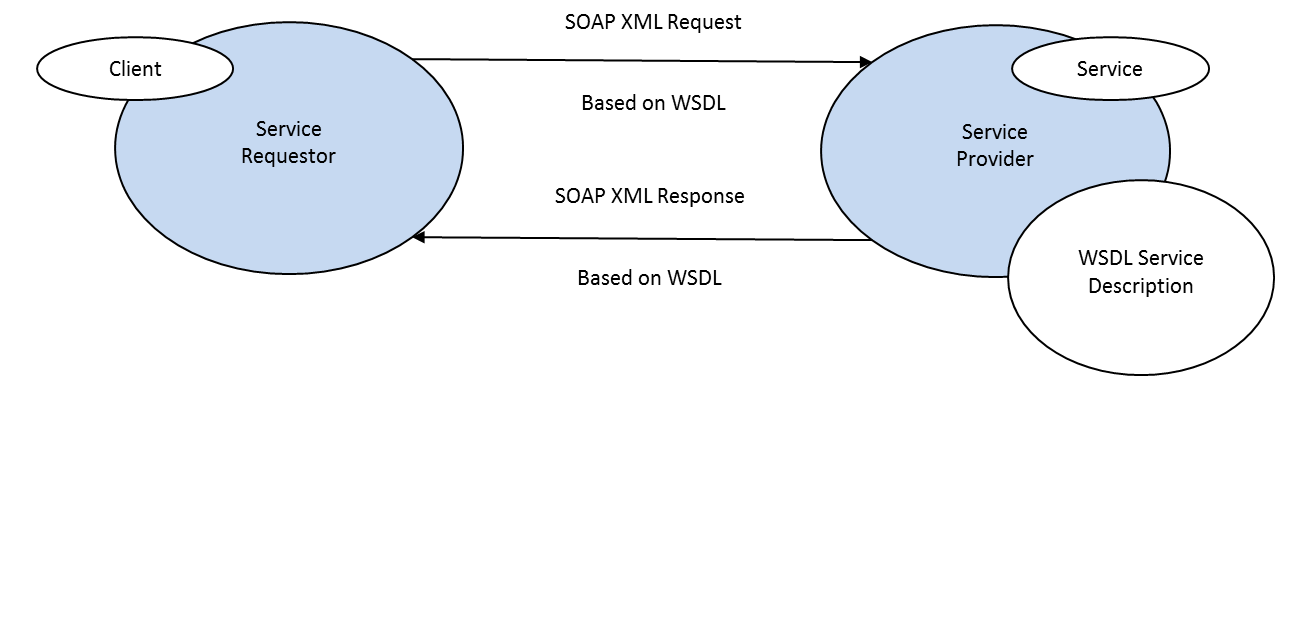 SOAP XML Request
Client
Service
Based on WSDL
Service
Requestor
Service
Provider
SOAP XML Response
WSDL Service
Description
Based on WSDL